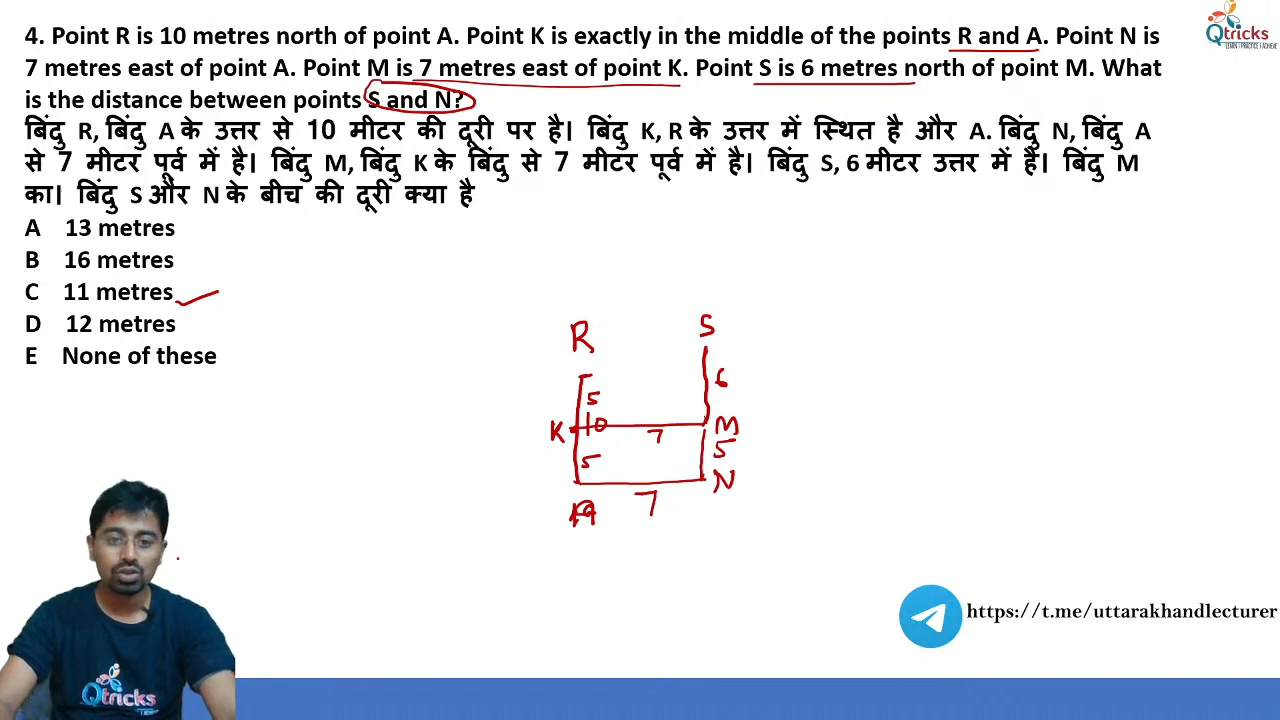 4. Point R is 10 metres north of point A. Point K is exactly in the middle of the points R and A. Point N is
7 metres east of point A. Point M is 7 metres east of point K. Point S is 6 metres north of point M. What
is the distance between points S and N?
बिंदु R, बिंदु A के उत्तर से 10 मीटर की दूरी पर है। बिंदु K, R के उत्तर में स्थित है और A. बिंदु N, बिंदु A
से 7 मीटर पूर्व में है। बिंदु M, बिंदु K के बिंदु से 7 मीटर पूर्व में है। बिंदु S, 6 मीटर उत्तर में है। बिंदु M
का। बिंदु S और N के बीच की दूरी क्या है
A 13 metres
B 16 metres
C 11 metres
D 12 metres
E None of these
R S
5 6
K 10 7 M
5 5
N
A 7
Qtricks
LEARN | PRACTICE | ACHIEVE
Qtricks
https://t.me/uttarakhandlecturer